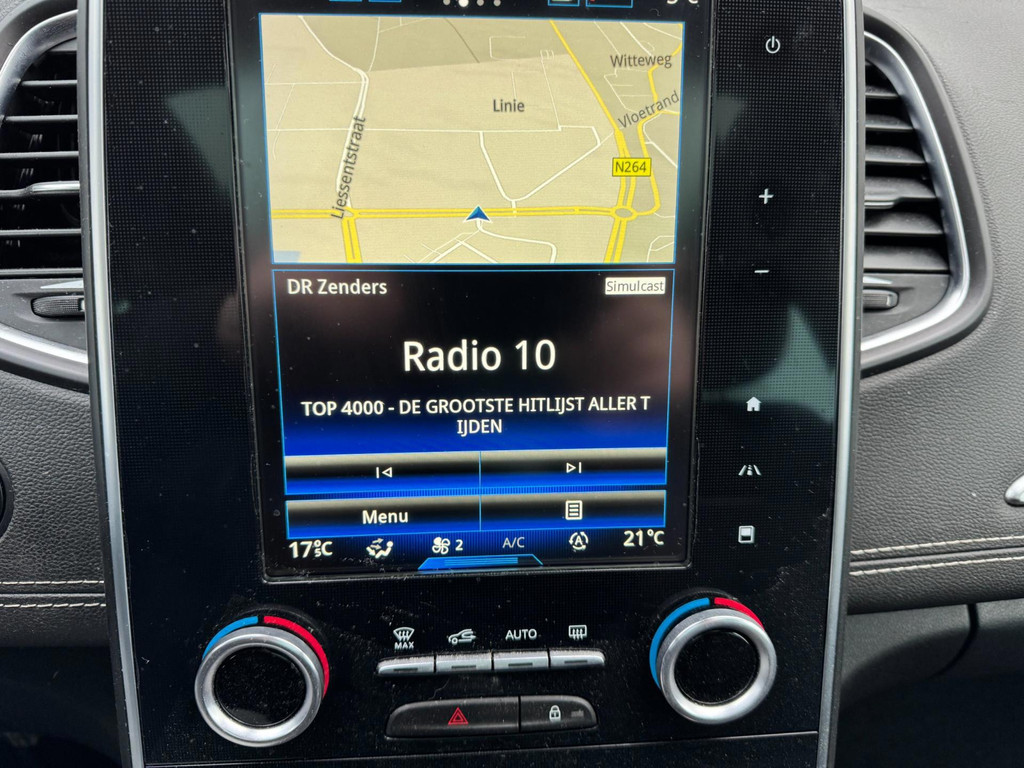 Witteweg
Linie
Vloetrand
Liessentstraat
N264
DR Zenders
Simulcast
Radio 10
TOP 4000 - DE GROOTSTE HITLIJST ALLER T
IJDEN
Menu
17°C
2
A/C
A
21°C
MAX
AUTO